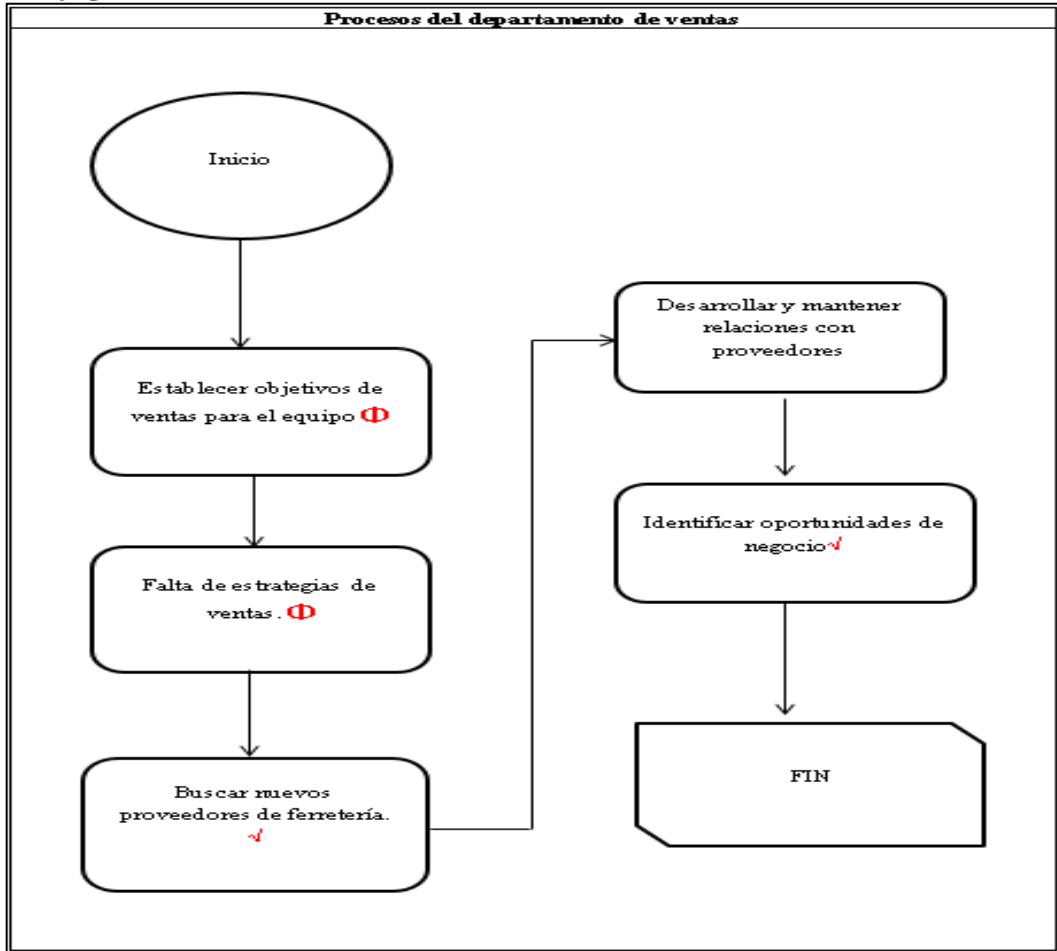 Procesos del departamento de ventas
Inicio
Establecer objetivos de
ventas para el equipo Φ
Falta de estrategias de
ventas. Φ
Buscar nuevos
proveedores de ferretería.
√
Desarrollar y mantener
relaciones con
proveedores
Identificar oportunidades de
negocio√
FIN